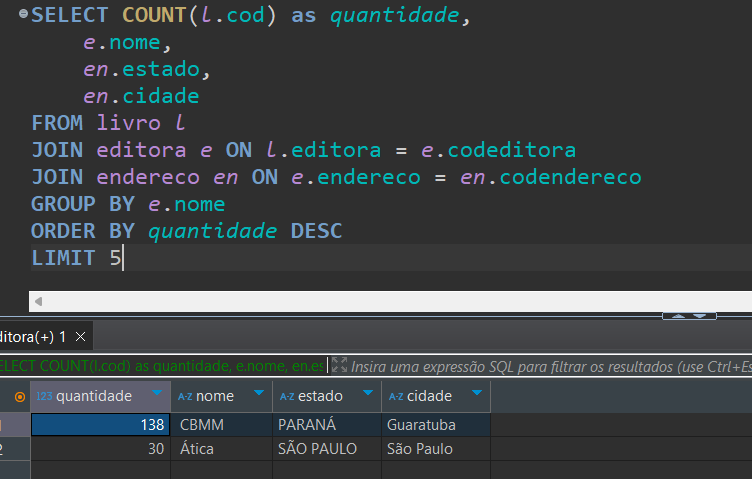 SELECT COUNT(l.cod) as quantidade,
e.nome,
en.estado,
en.cidade
FROM livro l
JOIN editora e ON l.editora = e.codeditora
JOIN endereco en ON e.endereco = en.codendereco
GROUP BY e.nome
ORDER BY quantidade DESC
LIMIT 5
ditora(+) 1
SELECT COUNT(l.cod) as quantidade, e.nome, en.es Insira uma expressão SQL para filtrar os resultados (use Ctrl+Es
123 quantidade A-Z nome A-Z estado A-Z cidade
1 138 CBMM PARANÁ Guaratuba
2 30 Ática SÃO PAULO São Paulo